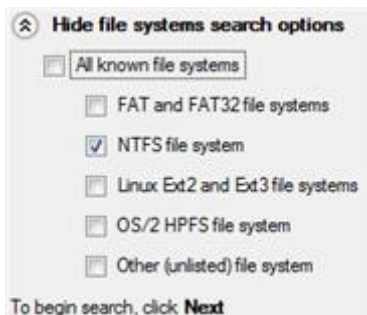 Hide file systems search options
All known file systems
FAT and FAT32 file systems
NTFS file system
Linux Ext2 and Ext3 file systems
OS/2 HPFS file system
Other (unlisted) file system
To begin search, click Next